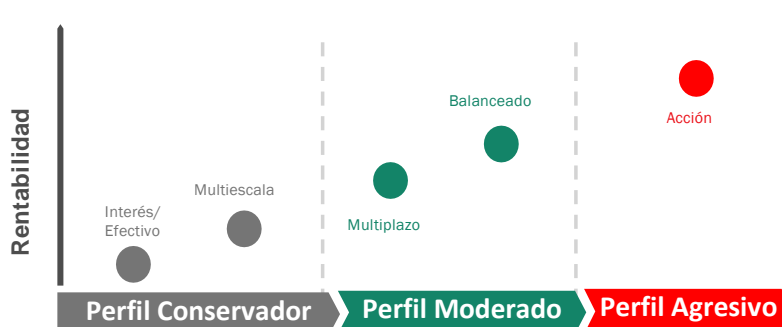 Rentabilidad
Balanceado
Acción
Multiescala
Interés/
Efectivo
Multiplazo
Perfil Conservador
Perfil Moderado
Perfil Agresivo